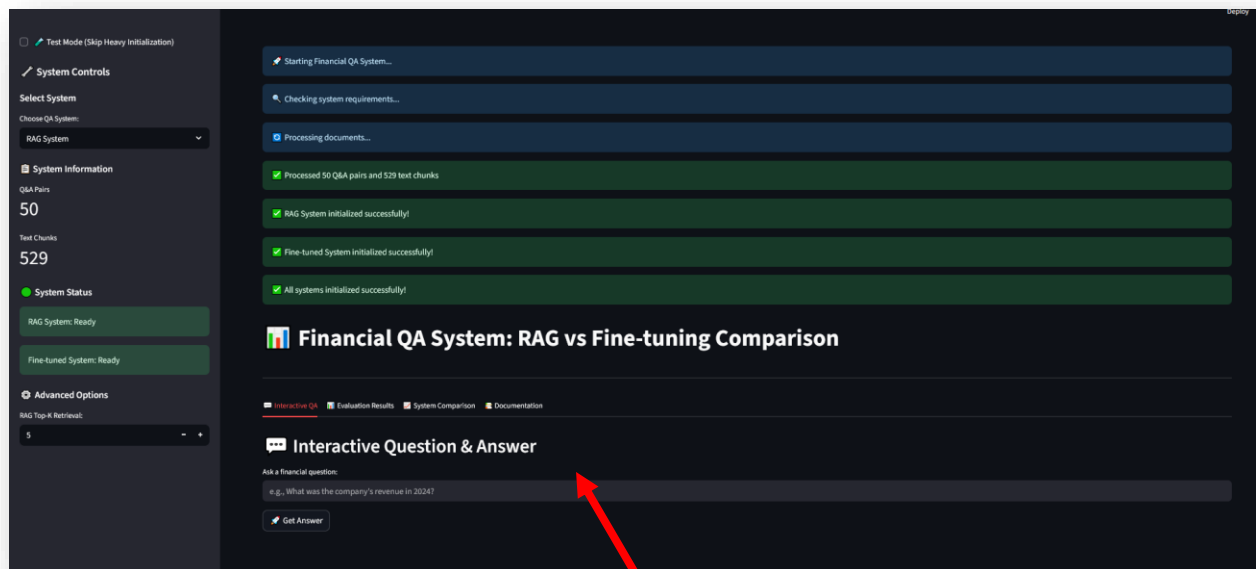 Deploy
Test Mode (Skip Heavy Initialization)
System Controls
Select System
Choose QA System:
RAG System
System Information
Q&A Pairs
50
Text Chunks
529
System Status
RAG System: Ready
Fine-tuned System: Ready
Advanced Options
RAG Top-K Retrieval:
5
- +
Starting Financial QA System...
Checking system requirements...
Processing documents...
Processed 50 Q&A pairs and 529 text chunks
RAG System initialized successfully!
Fine-tuned System initialized successfully!
All systems initialized successfully!
Financial QA System: RAG vs Fine-tuning Comparison
Interactive QA Evaluation Results System Comparison Documentation
Interactive Question & Answer
Ask a financial question:
e.g., What was the company's revenue in 2024?
Get Answer